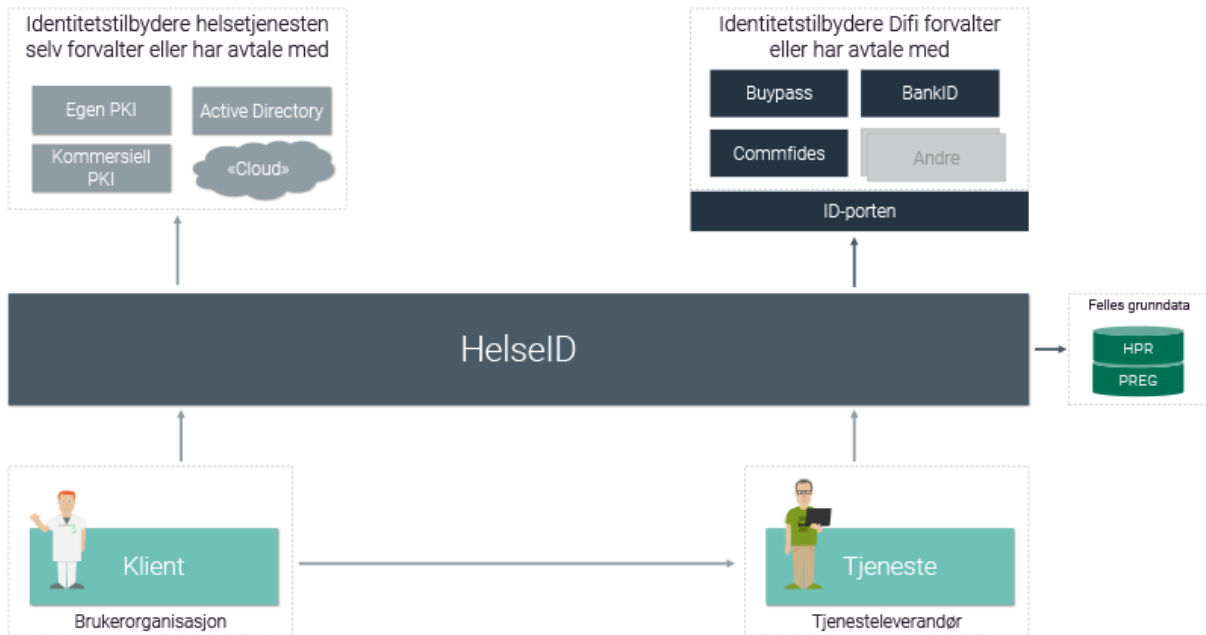 Identitetstilbydere helsetjenesten
selv forvalter eller har avtale med
Egen PKI
Active Directory
Kommersiell
PKI
«Cloud»
Identitetstilbydere Difi forvalter
eller har avtale med
Buypass
BankID
Commfides
Andre
ID-porten
HelseID
Felles grunndata
HPR
PREG
Klient
Brukerorganisasjon
Tjeneste
Tjenesteleverandør